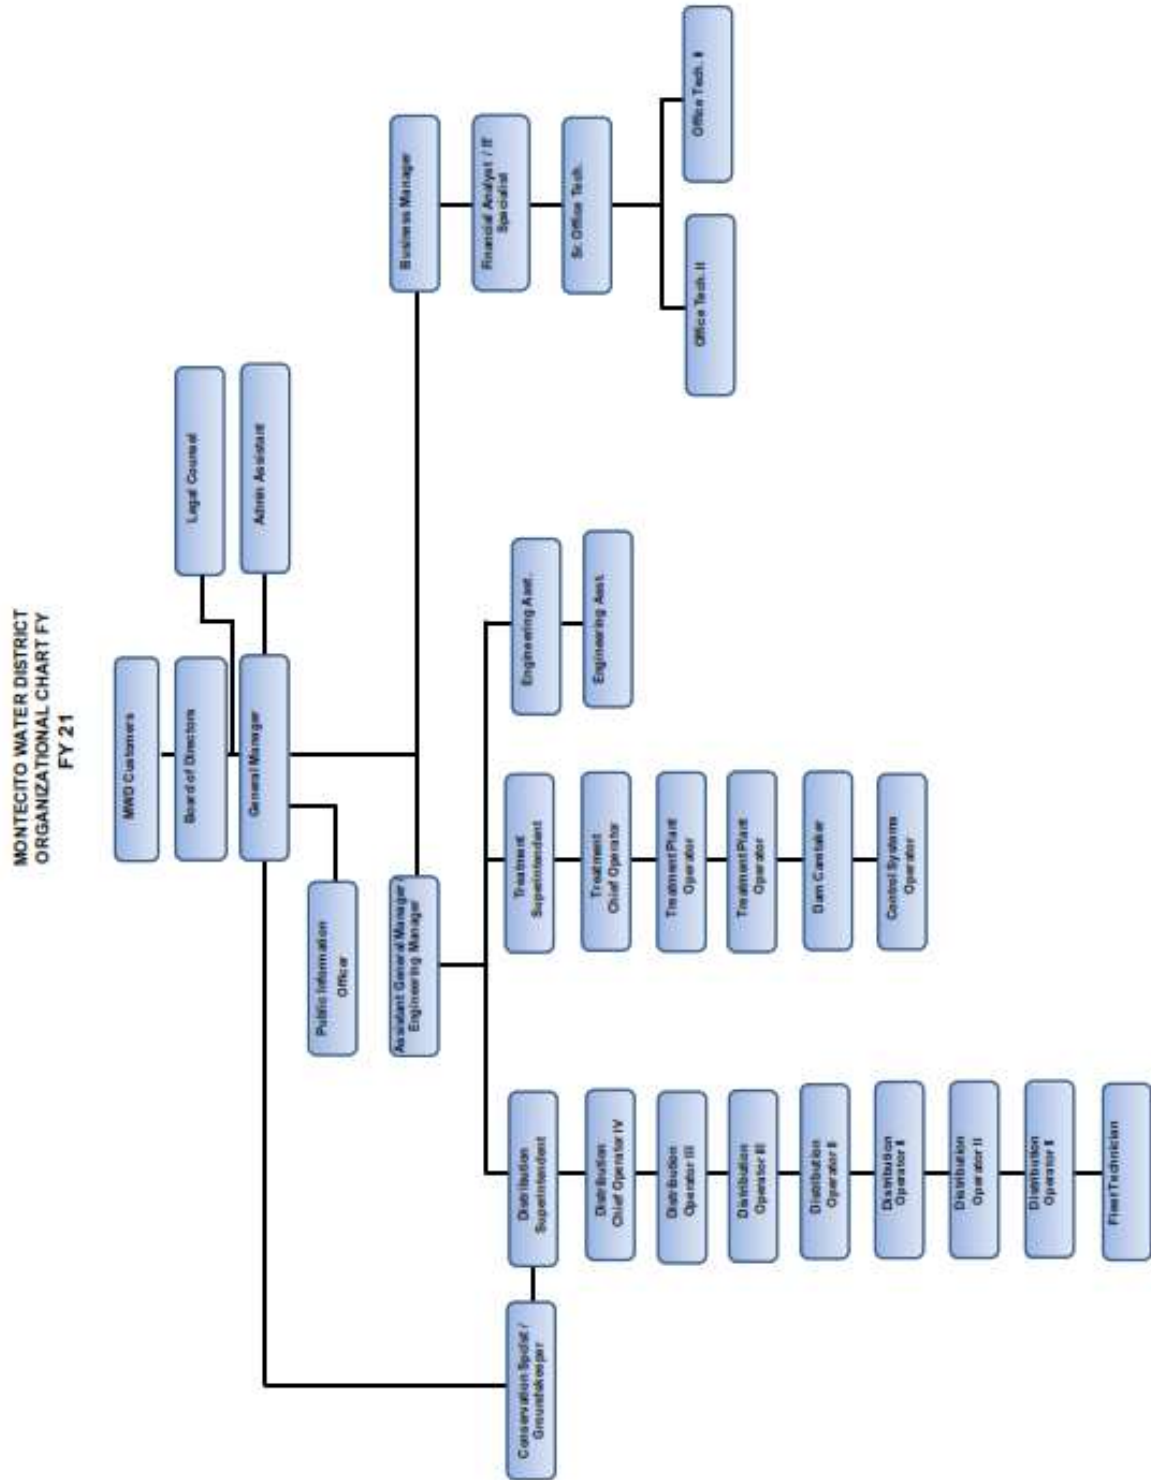 MONTECITO WATER DISTRICT
ORGANIZATIONAL CHART FY
FY 21
MWD Customers
Board of Directors
Legal Counsel
General Manager
Admin Assistant
Public Information
Officer
Assistant General Manager /
Engineering Manager
Business Manager
Financial Analyst / IT
Specialist
Sr. Office Tech.
Office Tech. II
Office Tech. II
Conservation Spclst /
Groundskeeper
Distribution
Superintendent
Distribution
Chief Operator IV
Distribution
Operator III
Distribution
Operator III
Distribution
Operator II
Distribution
Operator II
Distribution
Operator II
Distribution
Operator II
Fleet Technician
Treatment
Superintendant
Treatment
Chief Operator
Treatment Plant
Operator
Treatment Plant
Operator
Dam Caretaker
Control Systems
Operator
Engineering Asst.
Engineering Asst.